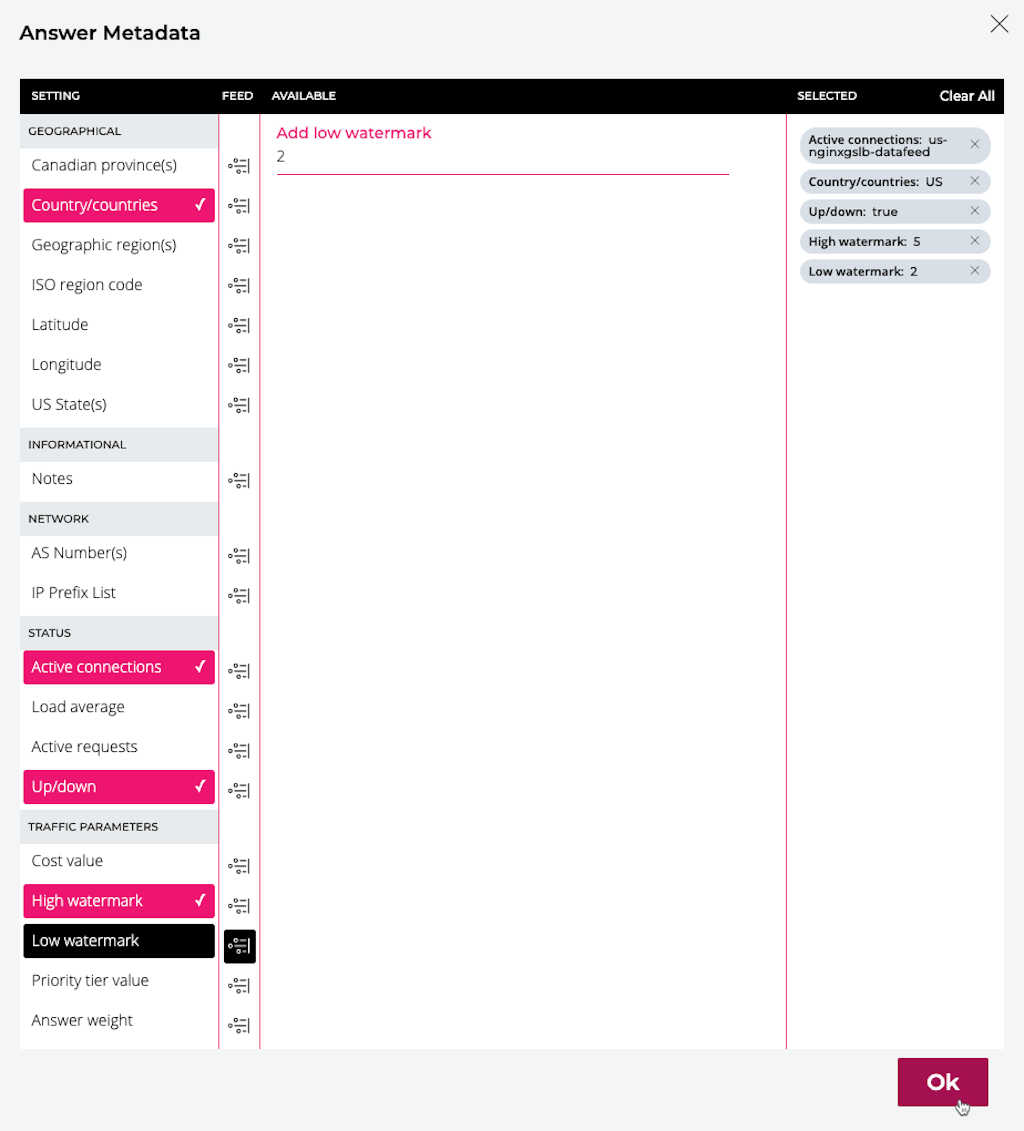 Answer Metadata
SETTING
FEED
AVAILABLE
SELECTED
Clear All
GEOGRAPHICAL
Canadian province(s)
Country/countries
Geographic region(s)
ISO region code
Latitude
Longitude
US State(s)
INFORMATIONAL
Notes
NETWORK
AS Number(s)
IP Prefix List
STATUS
Active connections
Load average
Active requests
Up/down
TRAFFIC PARAMETERS
Cost value
High watermark
Low watermark
Priority tier value
Answer weight
Add low watermark
2
Active connections: us-
nginxgslb-datafeed
Country/countries: US
Up/down: true
High watermark: 5
Low watermark: 2
Ok